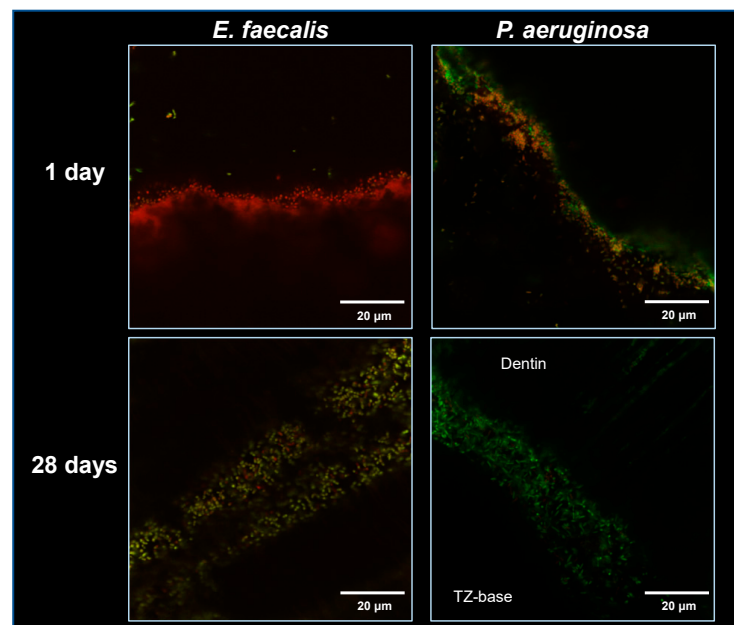 E. faecalis
P. aeruginosa
1 day
20 µm
20 µm
28 days
Dentin
TZ-base
20 µm
20 µm